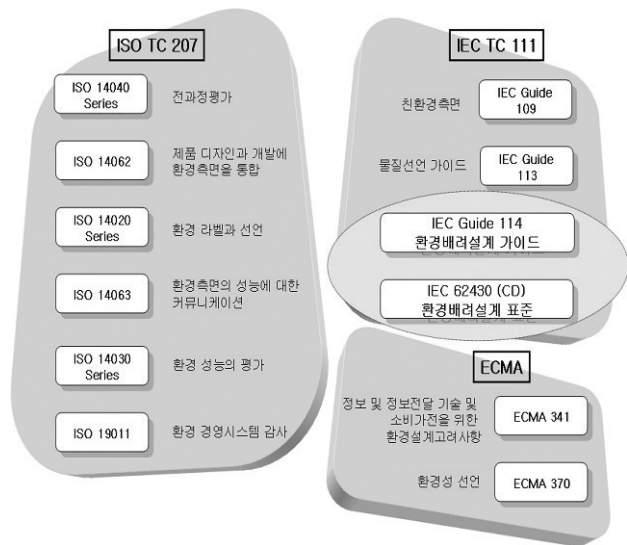 ISO TC 207
ISO 14040
Series
전과정평가
ISO 14062
제품 디자인과 개발에
환경측면을 통합
ISO 14020
Series
환경 라벨과 선언
ISO 14063
환경측면의 성능에 대한
커뮤니케이션
ISO 14030
Series
환경 성능의 평가
ISO 19011
환경 경영시스템 감사
IEC TC 111
친환경측면
IEC Guide
109
물질선언 가이드
IEC Guide
113
IEC Guide 114
환경배려설계 가이드
IEC 62430 (CD)
환경배려설계 표준
ECMA
정보 및 정보전달 기술 및
소비가전을 위한
환경설계고려사항
ECMA 341
환경성 선언
ECMA 370